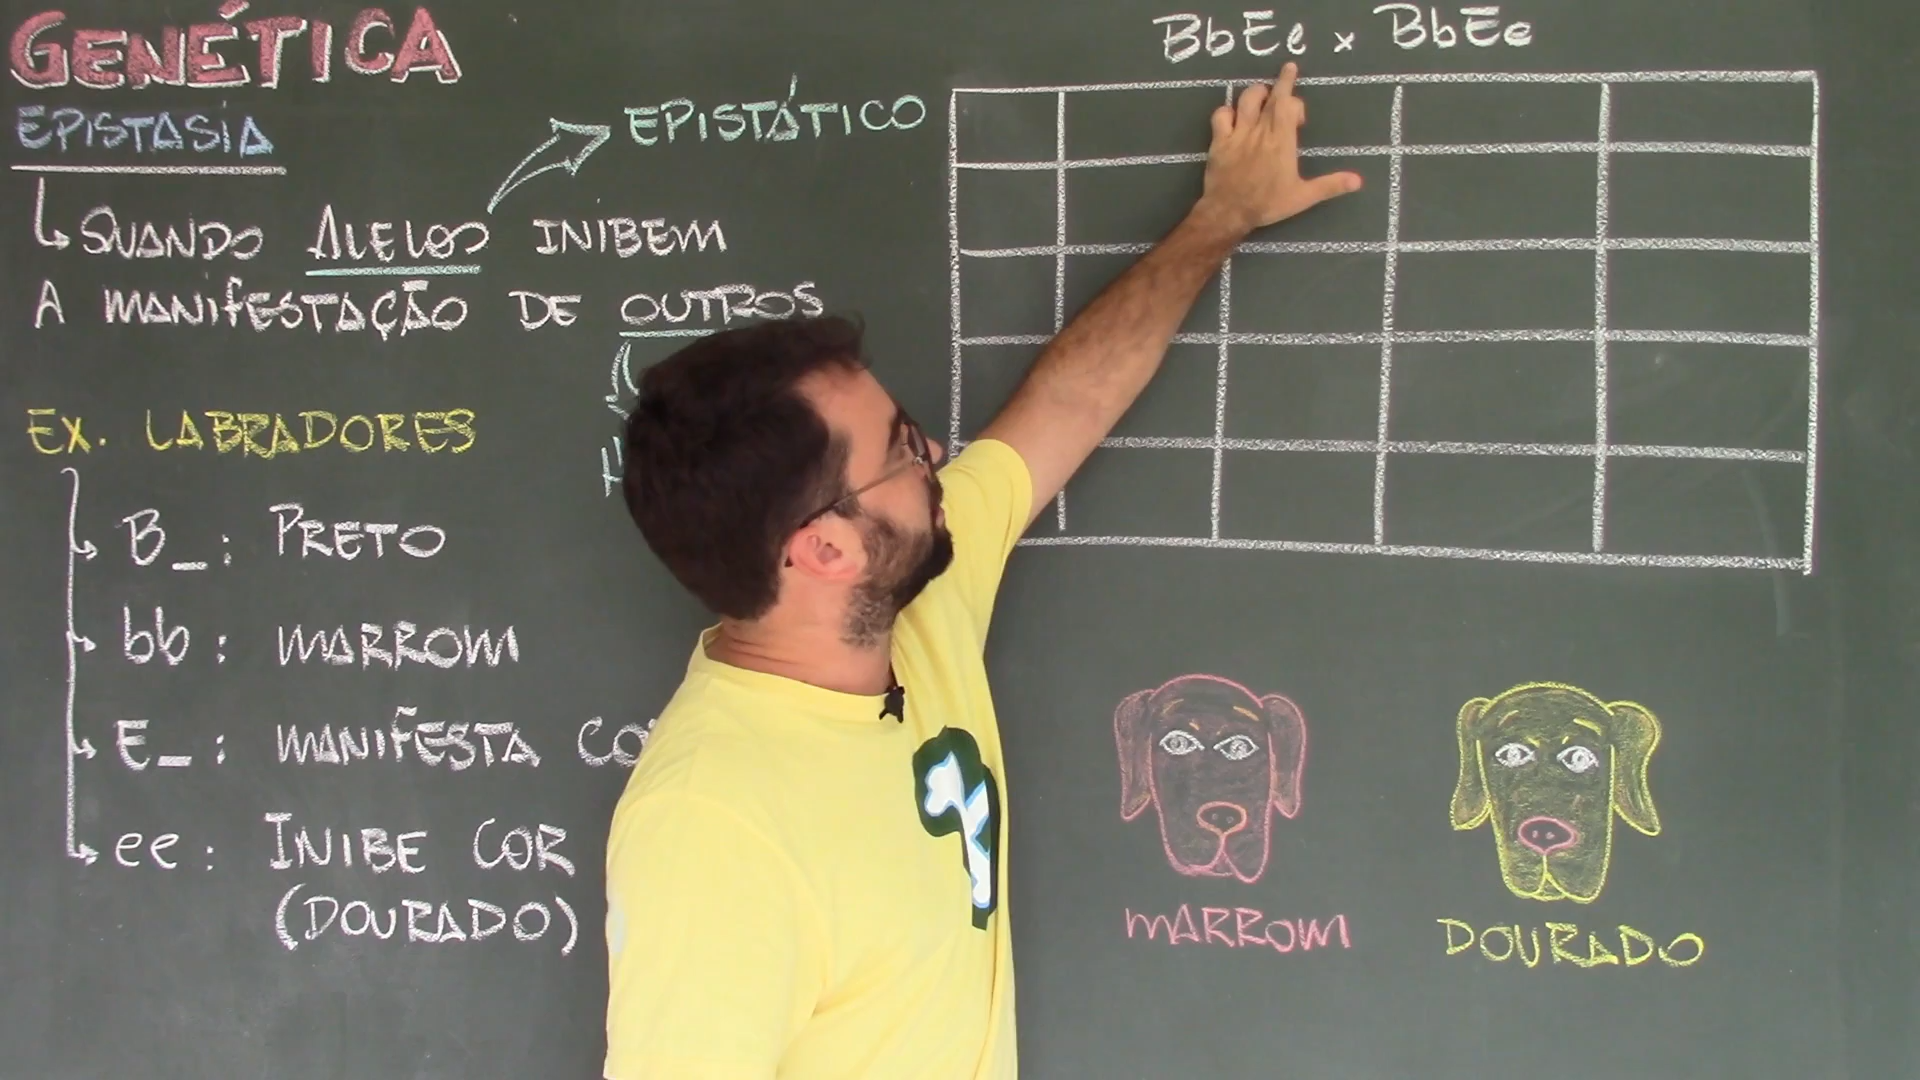 GENÉTICA
EPISTASIA
EPISTÁTICO
QUANDO ALELOS INIBEM
A MANIFESTAÇÃO DE OUTROS
EX. LABRADORES
B_: PRETO
bb: MARROM
E_: MANIFESTA
ee: INIBE COR
(DOURADO)
BbEe x BbEe
MARROM
DOURADO